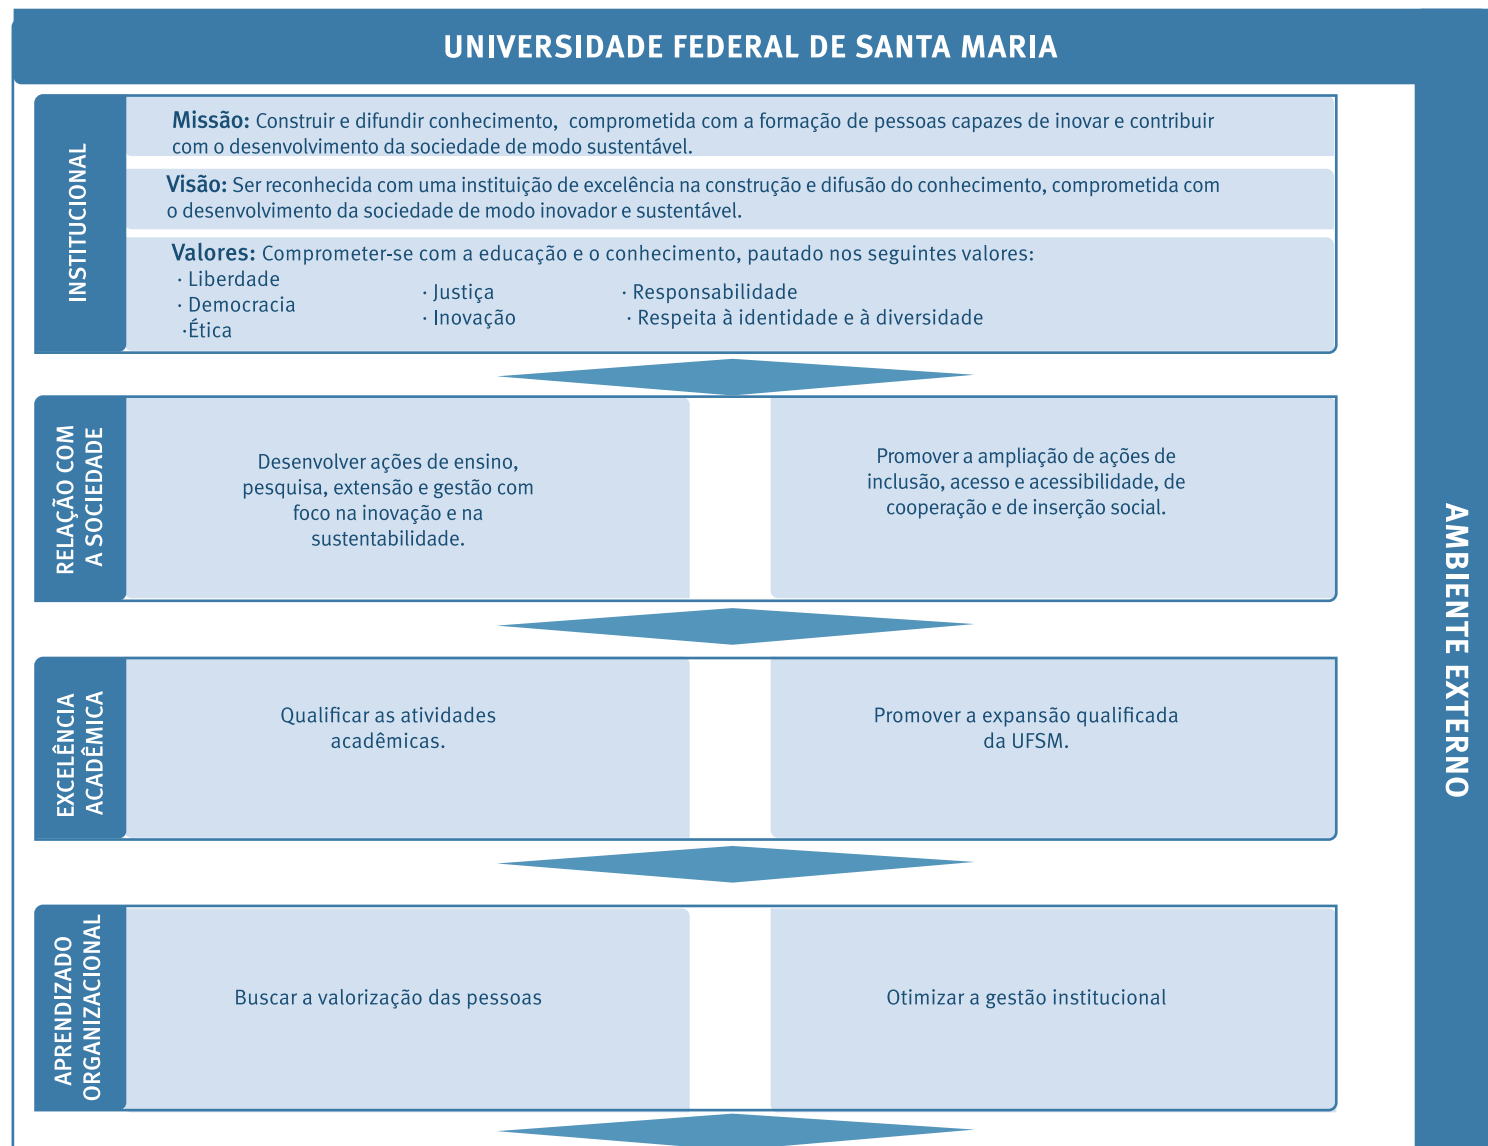 UNIVERSIDADE FEDERAL DE SANTA MARIA
INSTITUCIONAL
Missão: Construir e difundir conhecimento, comprometida com a formação de pessoas capazes de inovar e contribuir
com o desenvolvimento da sociedade de modo sustentável.
Visão: Ser reconhecida com uma instituição de excelência na construção e difusão do conhecimento, comprometida com
o desenvolvimento da sociedade de modo inovador e sustentável.
Valores: Comprometer-se com a educação e o conhecimento, pautado nos seguintes valores:
· Liberdade
· Democracia
·Ética
· Justiça
· Inovação
· Responsabilidade
· Respeita à identidade e à diversidade
RELAÇÃO COM
A SOCIEDADE
Desenvolver ações de ensino,
pesquisa, extensão e gestão com
foco na inovação e na
sustentabilidade.
Promover a ampliação de ações de
inclusão, acesso e acessibilidade, de
cooperação e de inserção social.
EXCELÊNCIA
ACADÊMICA
Qualificar as atividades
acadêmicas.
Promover a expansão qualificada
da UFSM.
APRENDIZADO
ORGANIZACIONAL
Buscar a valorização das pessoas
Otimizar a gestão institucional
AMBIENTE EXTERNO